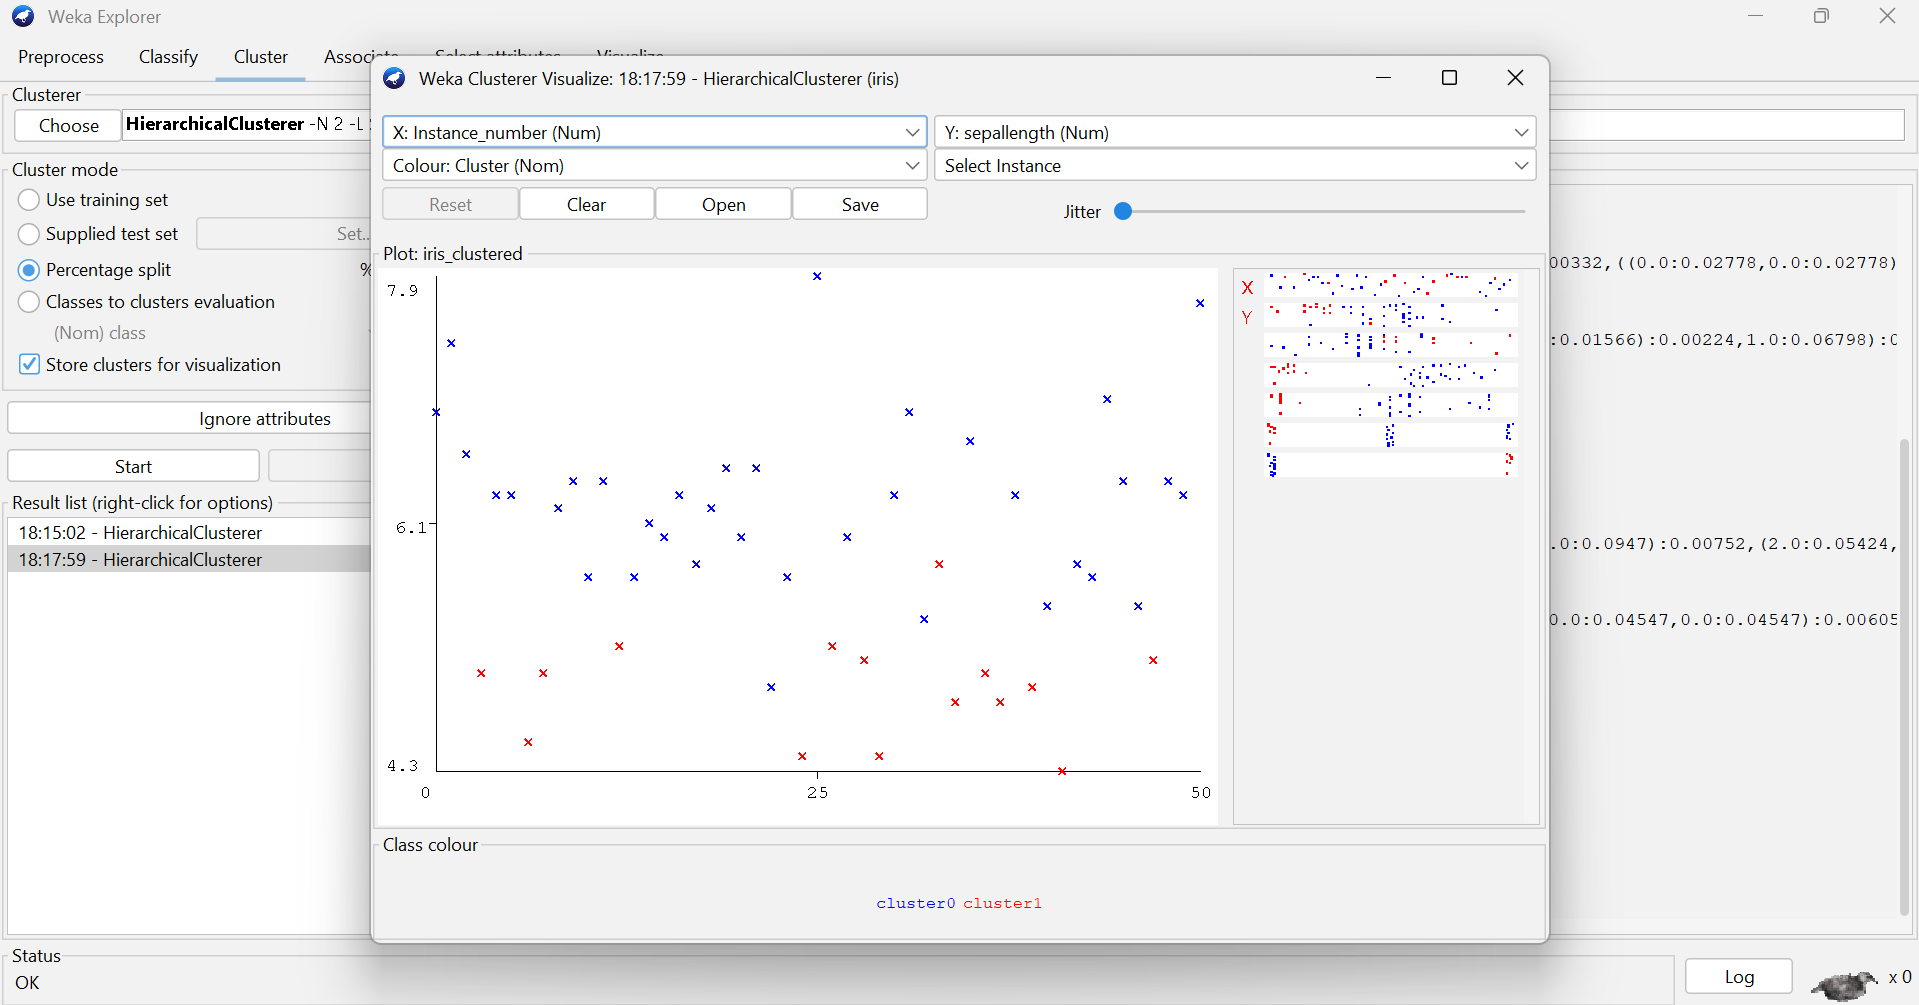 Weka Explorer
Preprocess Classify Cluster Associate Select attributes Visualize
Weka Clusterer Visualize: 18:17:59 - HierarchicalClusterer (iris)
Clusterer
Choose HierarchicalClusterer -N 2 -L
X: Instance_number (Num) Y: sepallength (Num)
Colour: Cluster (Nom) Select Instance
Reset Clear Open Save Jitter
Cluster mode
Use training set
Supplied test set Set..
Percentage split %
Classes to clusters evaluation
(Nom) class
Store clusters for visualization
Ignore attributes
Start
Result list (right-click for options)
18:15:02 - HierarchicalClusterer
18:17:59 - HierarchicalClusterer
Plot: iris_clustered
7.9
6.1
4.3
0 25 50
X
Y
00332,((0.0:0.02778,0.0:0.02778)
:0.01566):0.00224,1.0:0.06798):0
.0:0.0947):0.00752,(2.0:0.05424,
0.0:0.04547,0.0:0.04547):0.00605
Class colour
cluster0 cluster1
Status
OK
Log x 0